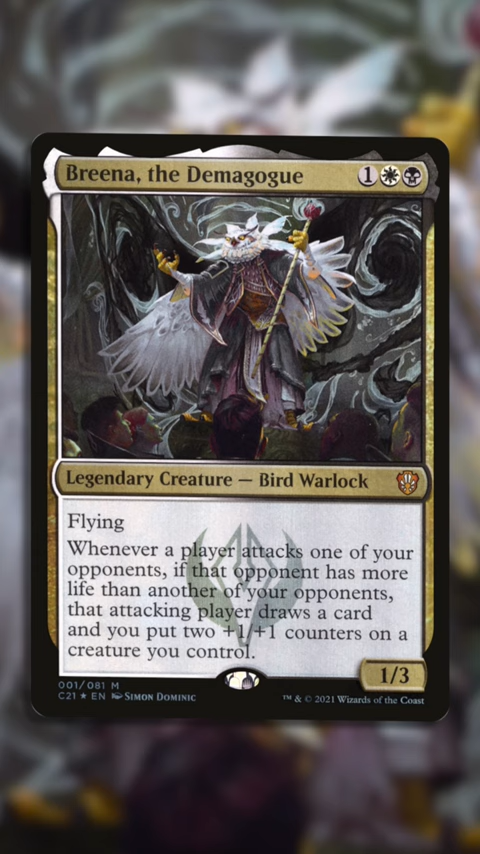 Breena, the Demagogue 1
Legendary Creature — Bird Warlock
Flying
Whenever a player attacks one of your
opponents, if that opponent has more
life than another of your opponents,
that attacking player draws a card
and you put two +1/+1 counters on a
creature you control.
1/3
001/081 M
C21 ★ EN SIMON DOMINIC
™ & © 2021 Wizards of the Coast